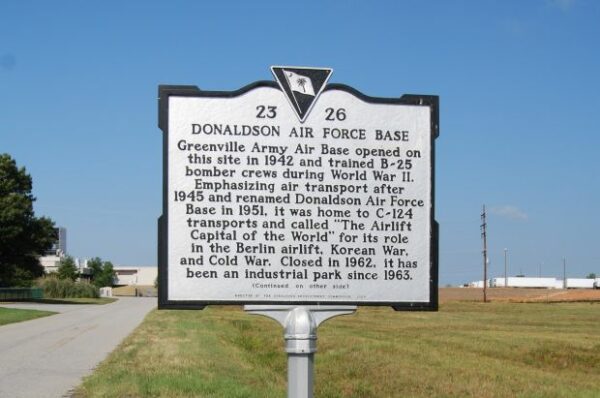 23 26
DONALDSON AIR FORCE BASE
Greenville Army Air Base opened on
this site in 1942 and trained B-25
bomber crews during World War II.
Emphasizing air transport after
1945 and renamed Donaldson Air Force
Base in 1951, it was home to C-124
transports and called "The Airlift
Capital of the World" for its role
in the Berlin airlift, Korean War,
and Cold War. Closed in 1962, it has
been an industrial park since 1963.
(Continued on other side)